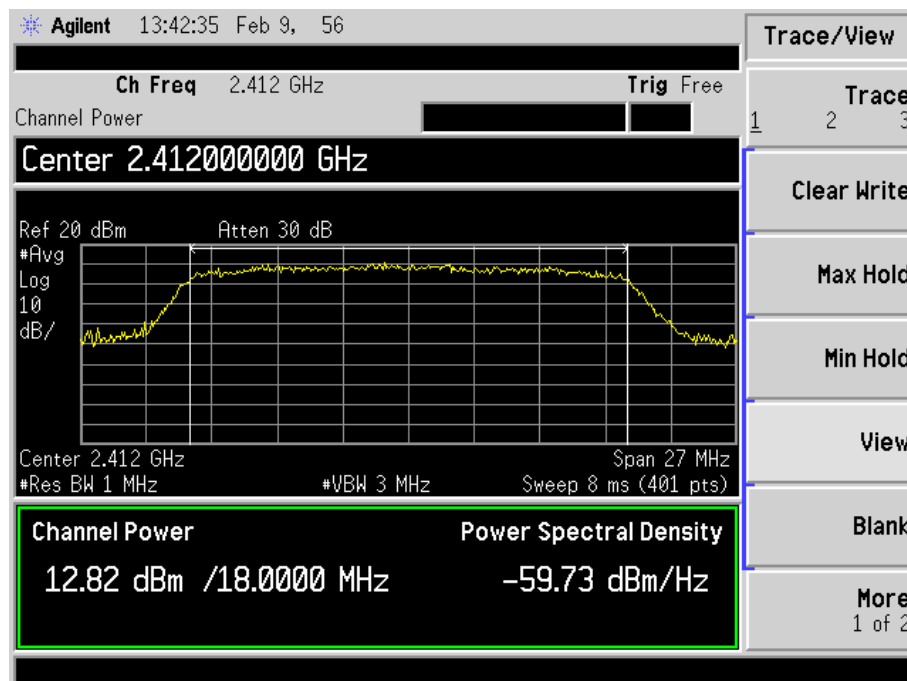 Agilent 13:42:35 Feb 9, 56
Trace/View
Ch Freq 2.412 GHz Trig Free
Channel Power
Trace
1 2 3
Center 2.412000000 GHz
Clear Write
Ref 20 dBm Atten 30 dB
#Avg
Log
10
dB/
Max Hold
Min Hold
View
Center 2.412 GHz Span 27 MHz
#Res BW 1 MHz #VBW 3 MHz Sweep 8 ms (401 pts)
Channel Power Power Spectral Density
12.82 dBm /18.0000 MHz -59.73 dBm/Hz
Blank
More
1 of 2